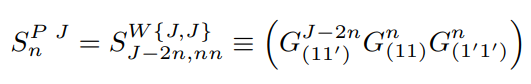 $S_n^{P\ J} = S_{J-2n,nn}^{W\{J,J\}} \equiv \left( G_{(11')}^{J-2n} G_{(11)}^{n} G_{(1'1')}^{n} \right)$